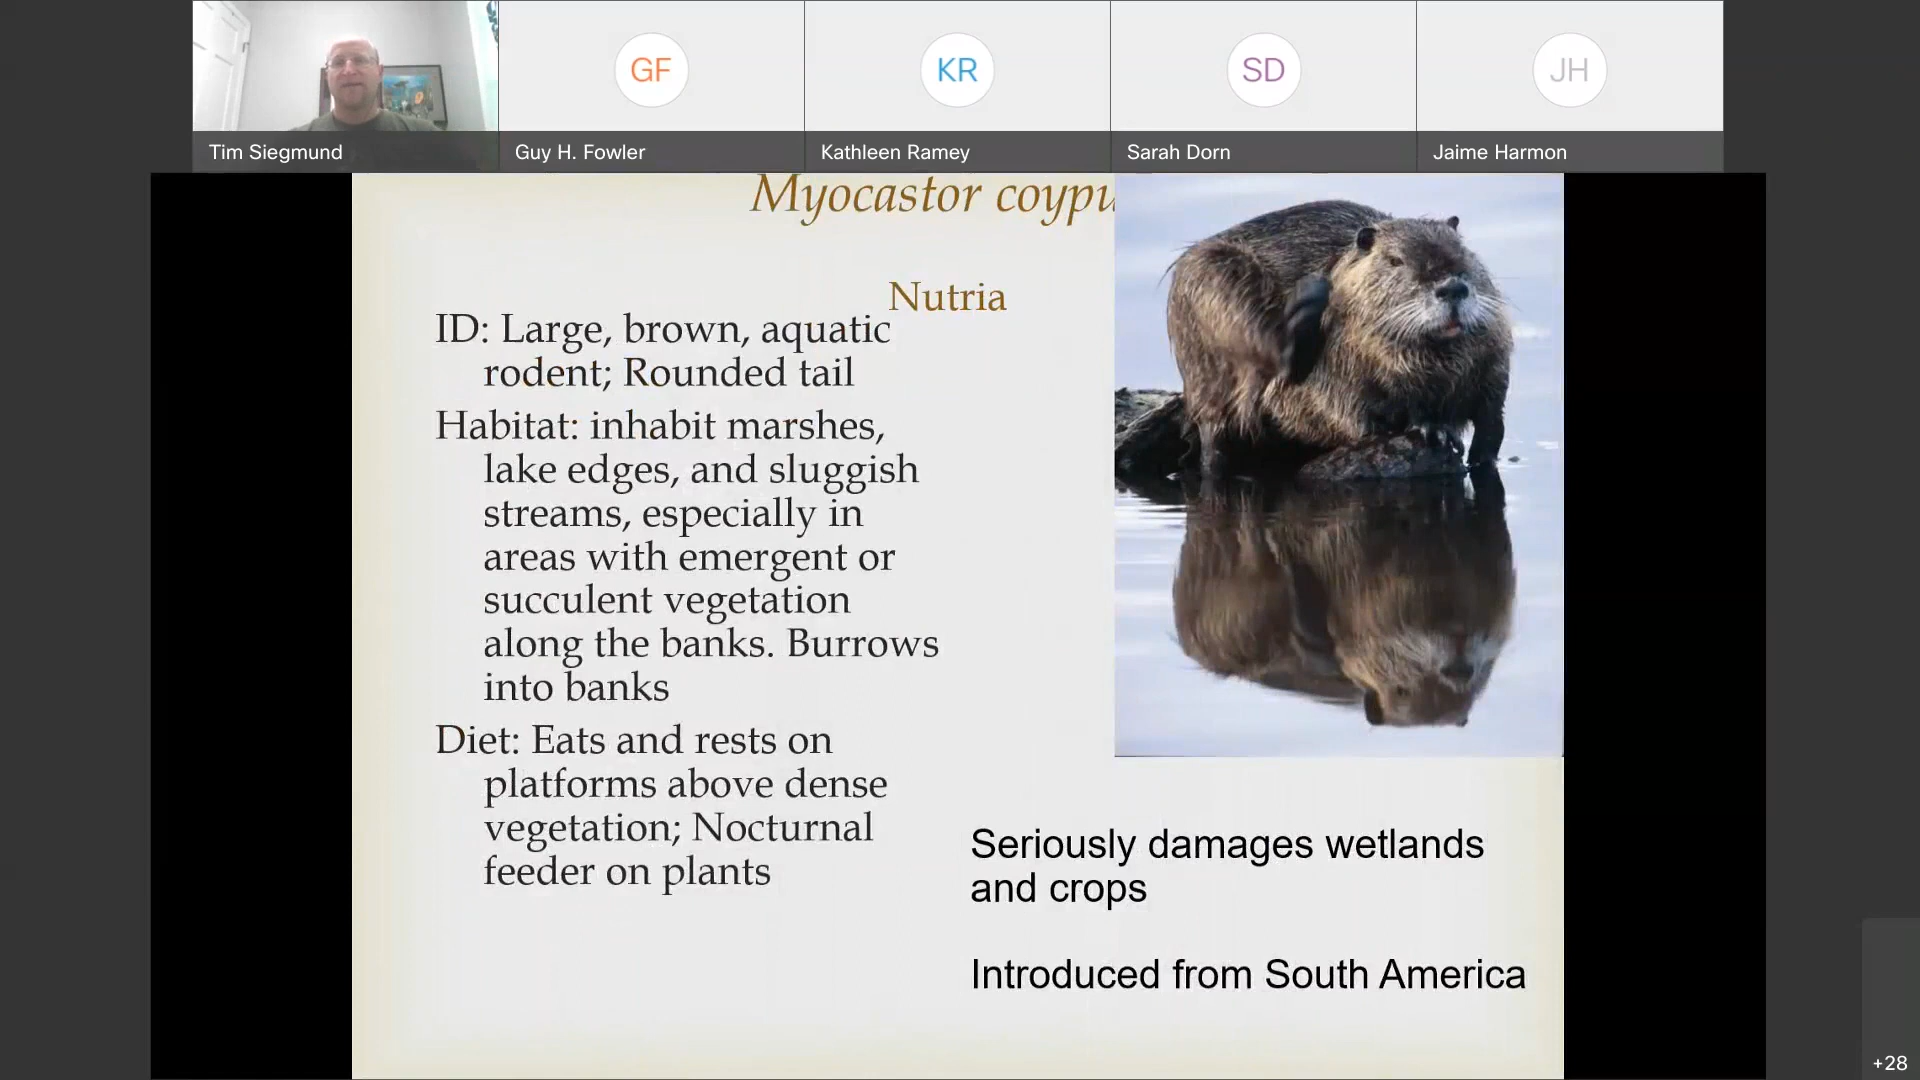 GF
KR
SD
JH
Tim Siegmund
Guy H. Fowler
Kathleen Ramey
Sarah Dorn
Jaime Harmon
Myocastor coypu
Nutria
ID: Large, brown, aquatic
rodent; Rounded tail
Habitat: inhabit marshes,
lake edges, and sluggish
streams, especially in
areas with emergent or
succulent vegetation
along the banks. Burrows
into banks
Diet: Eats and rests on
platforms above dense
vegetation; Nocturnal
feeder on plants
Seriously damages wetlands
and crops
Introduced from South America
+28